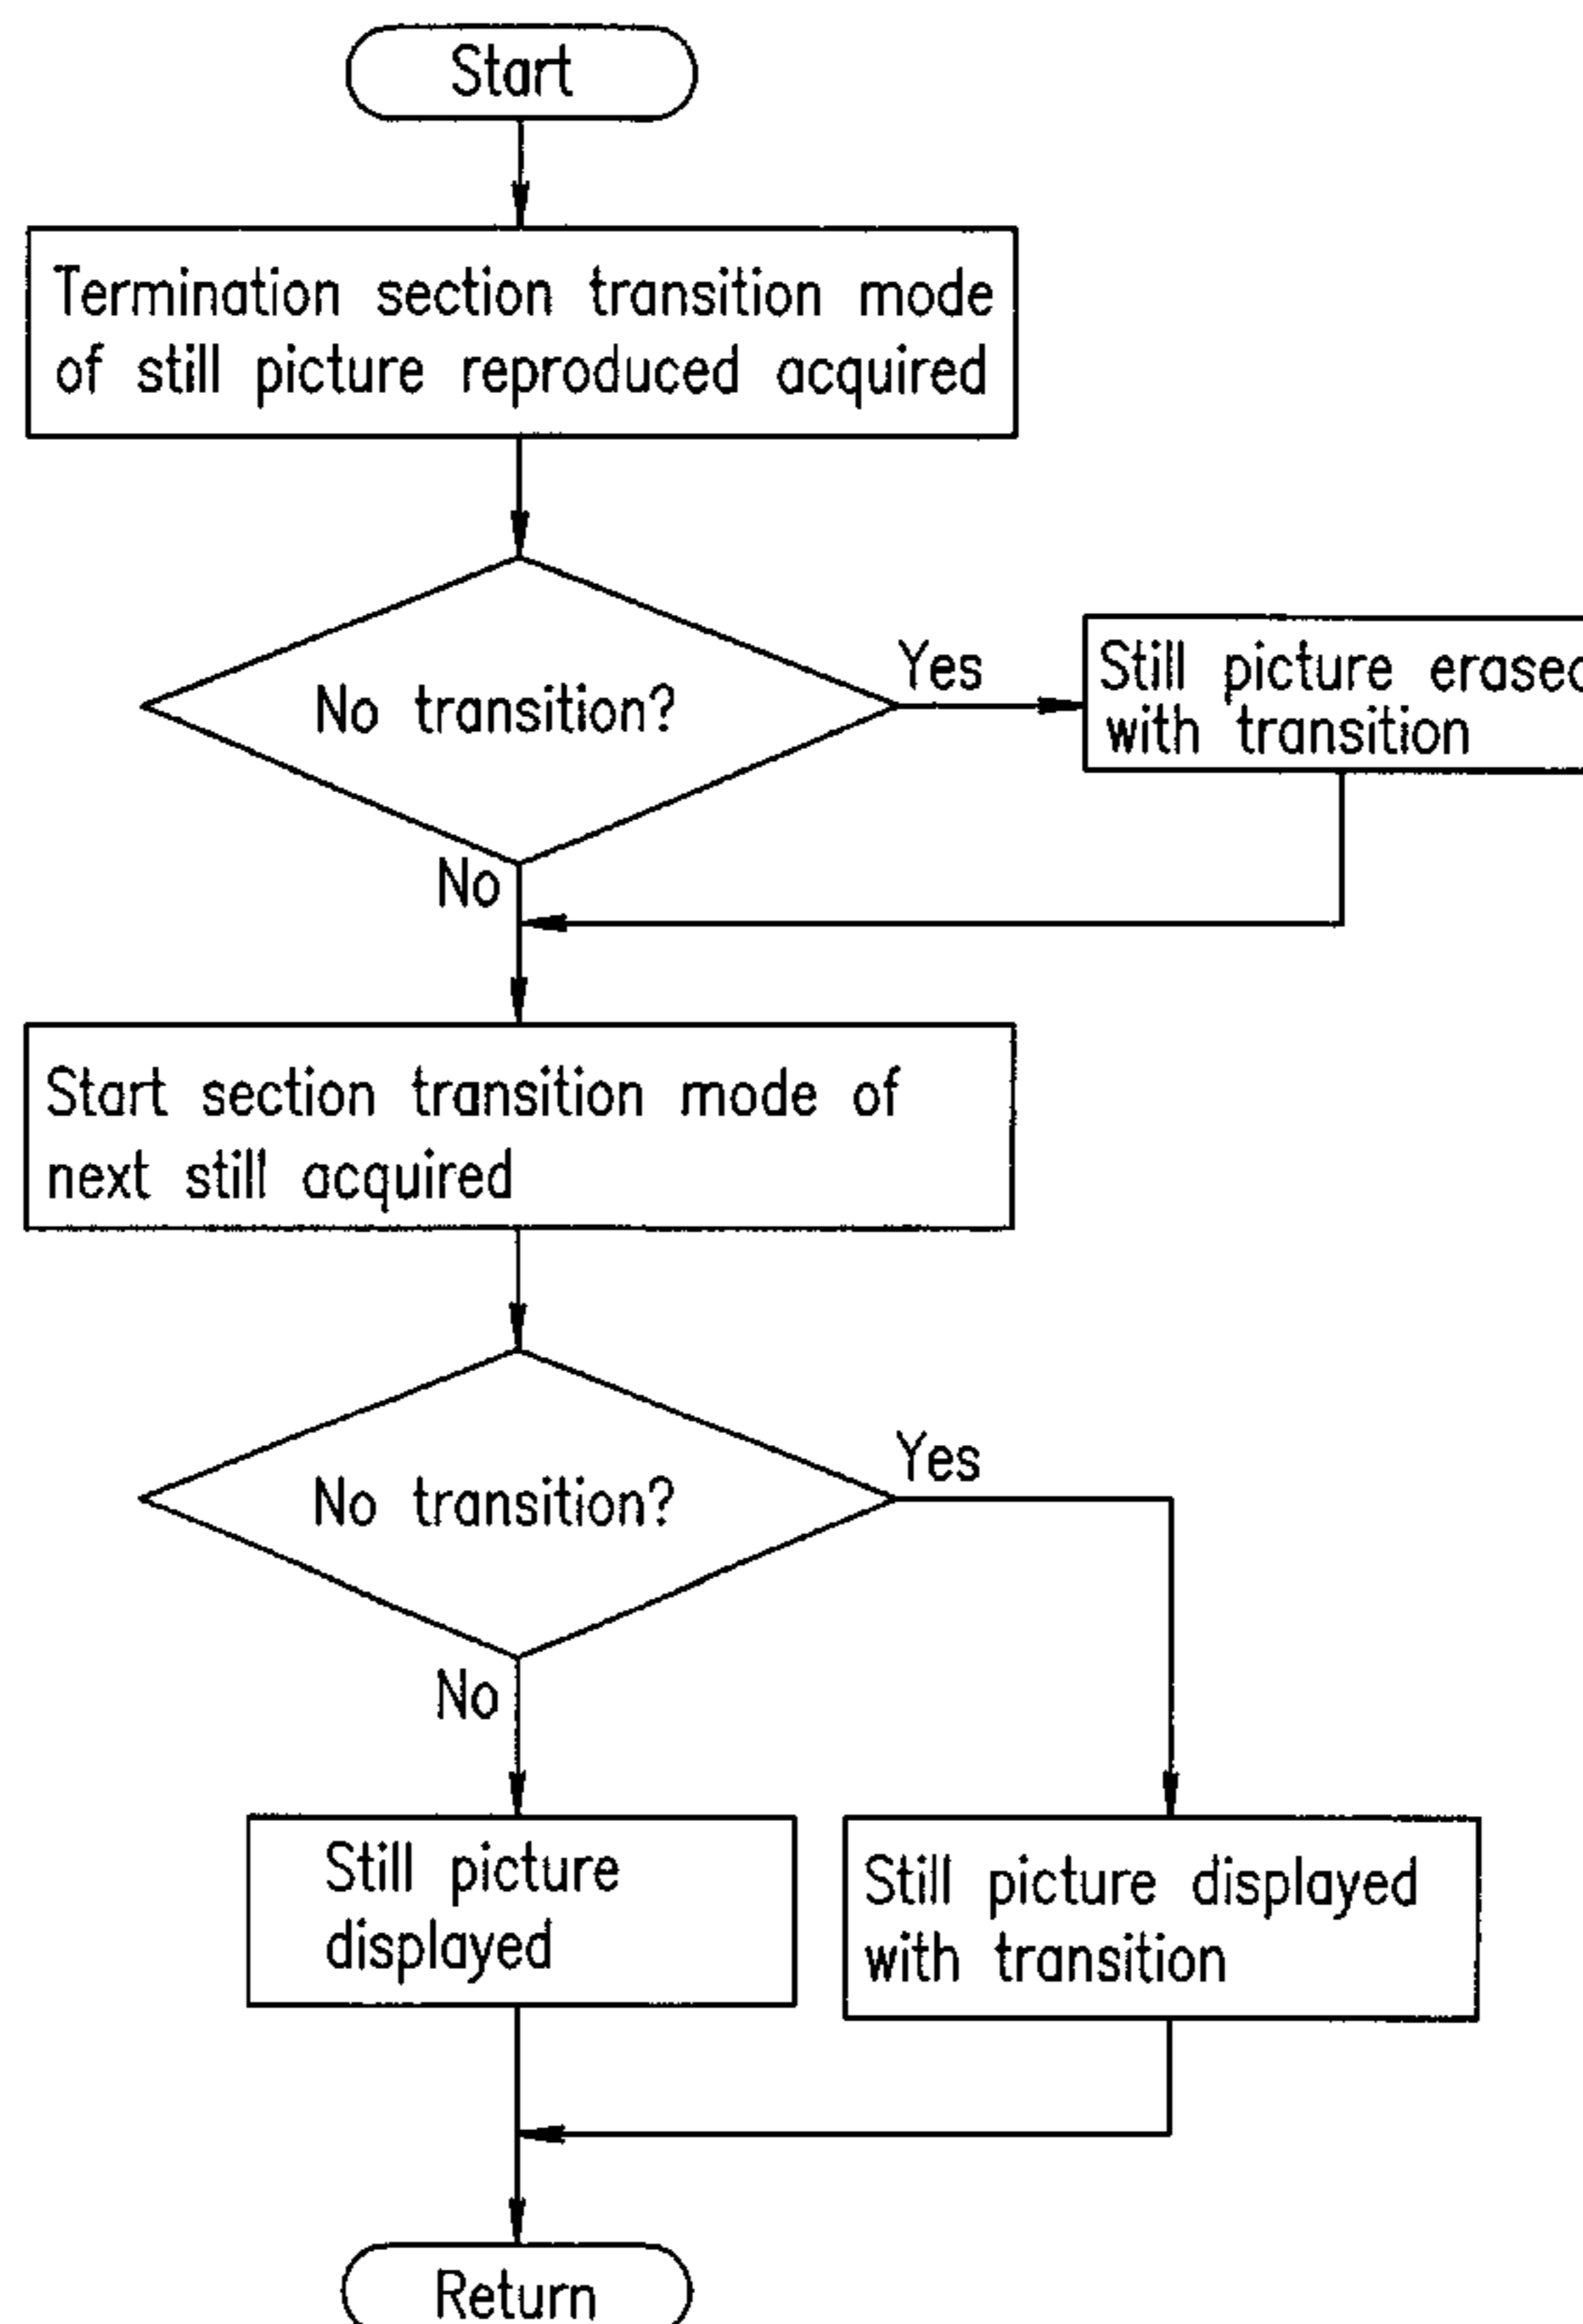 Start
Termination section transition mode
of still picture reproduced acquired
No transition?
Yes
Still picture erased
with transition
No
Start section transition mode of
next still acquired
No transition?
Yes
No
Still picture
displayed
Still picture displayed
with transition
Return